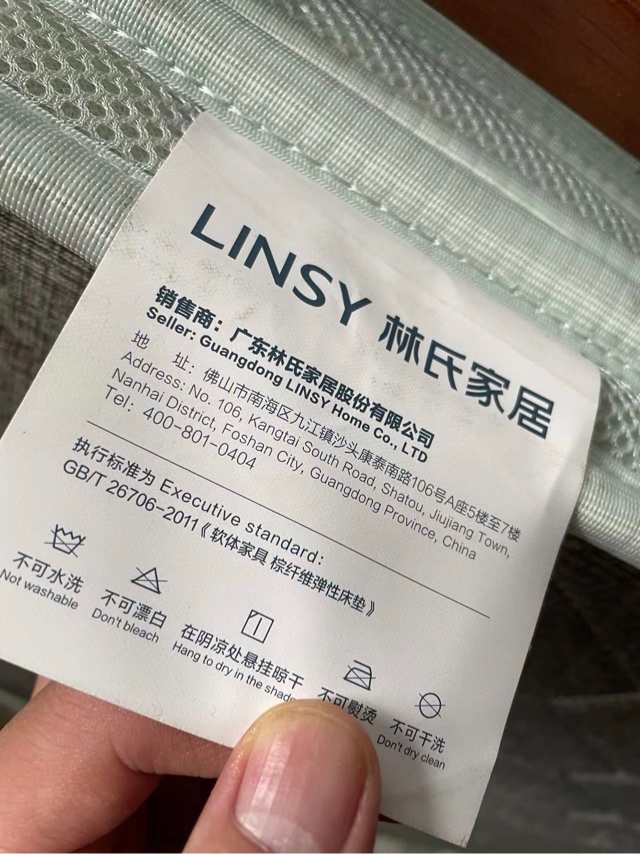 LINSY 林氏家居
销售商：广东林氏家居股份有限公司
Seller: Guangdong LINSY Home Co., LTD
地 址：佛山市南海区九江镇沙头康泰南路106号A座5楼至7楼
Address: No. 106, Kangtai South Road, Shatou, Jiujiang Town,
Nanhai District, Foshan City, Guangdong Province, China
Tel: 400-801-0404
执行标准为 Executive standard:
GB/T 26706-2011《软体家具 棕纤维弹性床垫》
不可水洗
Not washable
不可漂白
Don't bleach
在阴凉处悬挂晾干
Hang to dry in the shade
不可熨烫
不可干洗
Don't dry clean